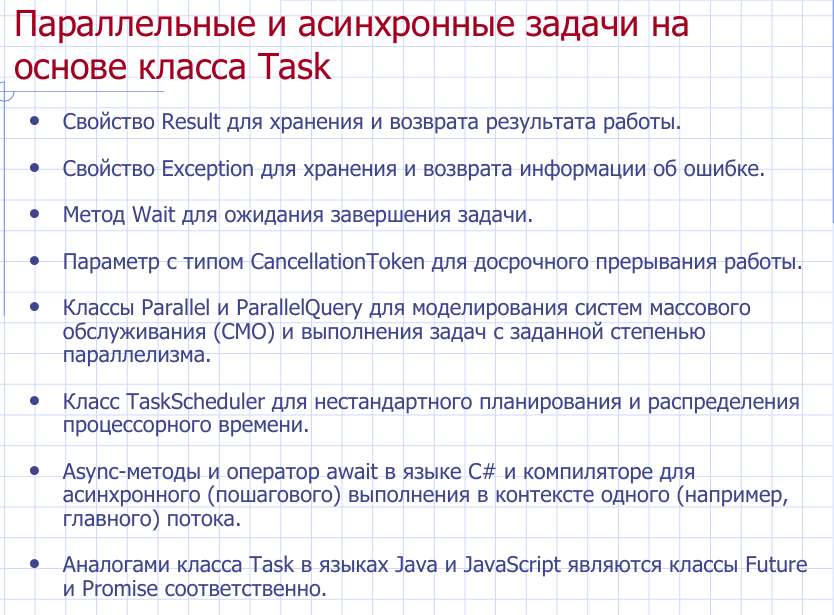 Параллельные и асинхронные задачи на
основе класса Task
• Свойство Result для хранения и возврата результата работы.
• Свойство Exception для хранения и возврата информации об ошибке.
• Метод Wait для ожидания завершения задачи.
• Параметр с типом CancellationToken для досрочного прерывания работы.
• Классы Parallel и ParallelQuery для моделирования систем массового
обслуживания (СМО) и выполнения задач с заданной степенью
параллелизма.
• Класс TaskScheduler для нестандартного планирования и распределения
процессорного времени.
• Async-методы и оператор await в языке C# и компиляторе для
асинхронного (пошагового) выполнения в контексте одного (например,
главного) потока.
• Аналогами класса Task в языках Java и JavaScript являются классы Future
и Promise соответственно.